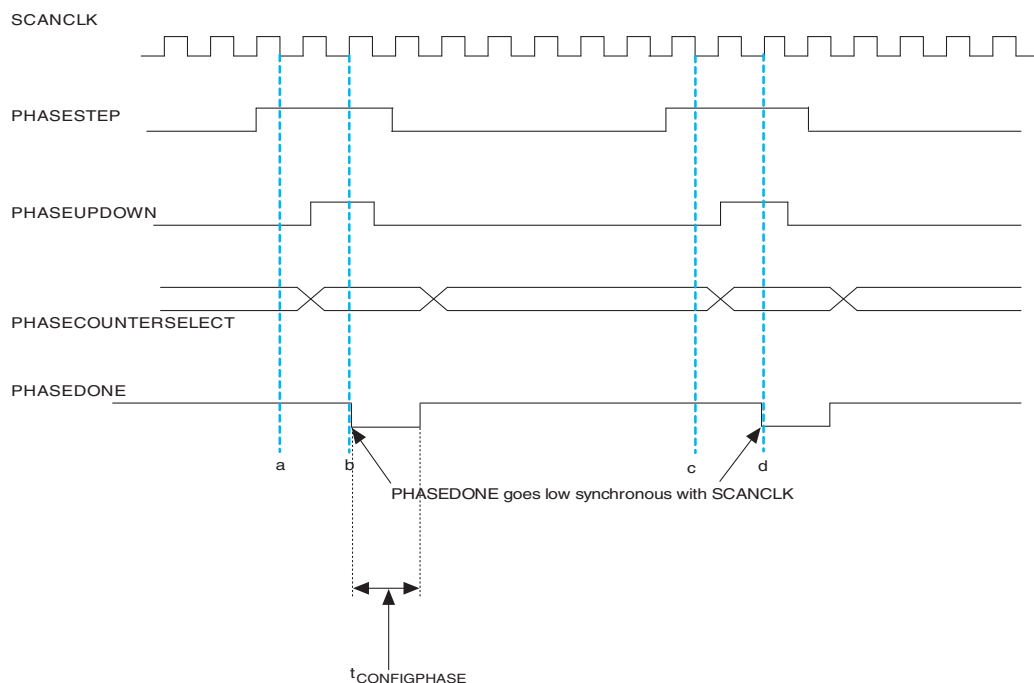 SCANCLK
PHASESTEP
PHASEUPDOWN
PHASECOUNTERSELECT
PHASEDONE
a b c d
PHASEDONE goes low synchronous with SCANCLK
tCONFIGPHASE